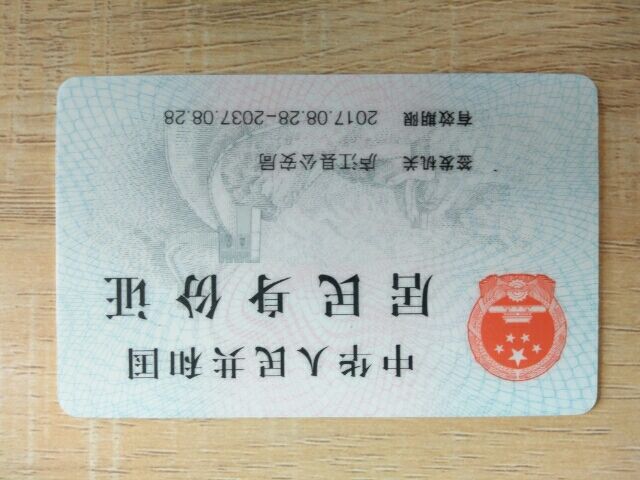 中华人民共和国
居民身份证
签发机关 庐江县公安局
有效期限 2017.08.28-2037.08.28